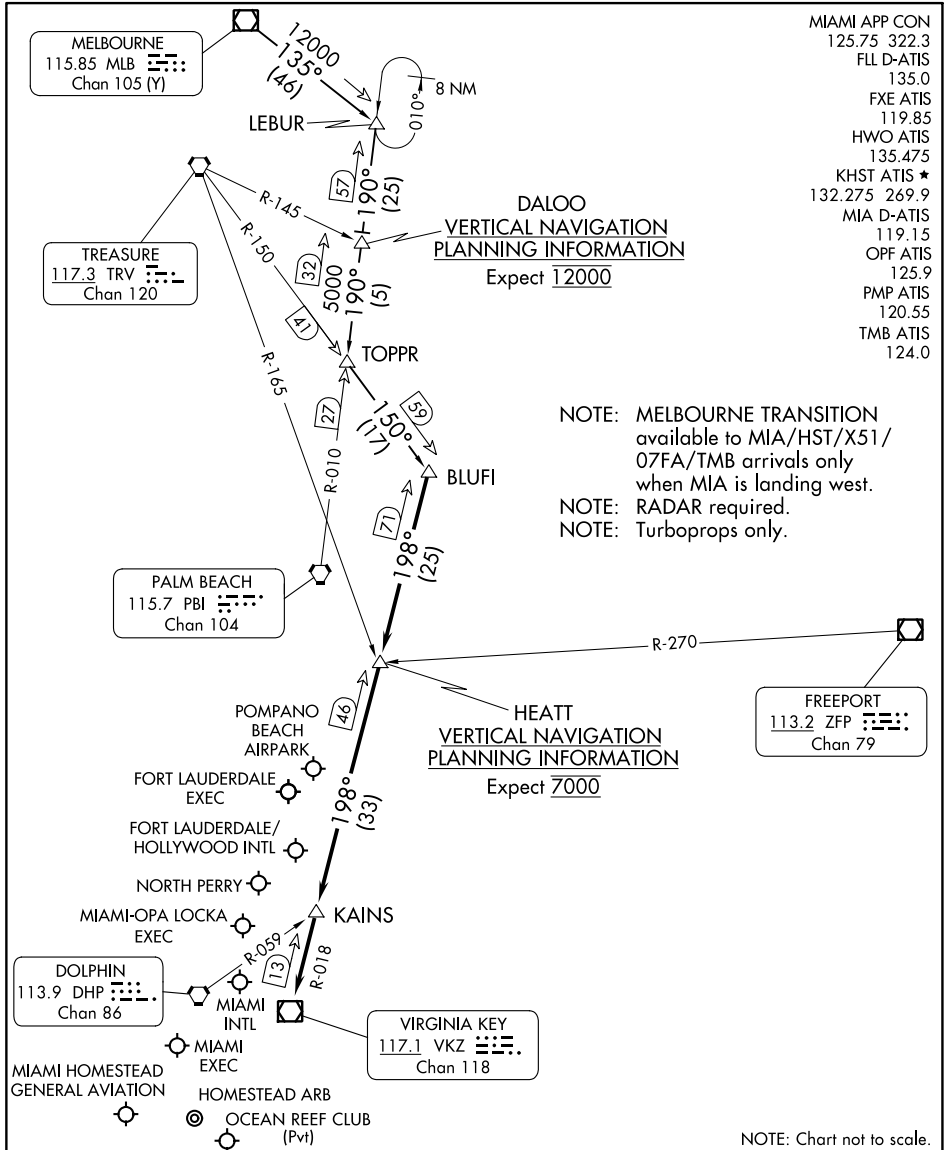 MELBOURNE
115.85 MLB
Chan 105 (Y)
12000
135°
(46)
8 NM
010°
LEBUR
57
190°
(25)
MIAMI APP CON
125.75 322.3
FLL D-ATIS
135.0
FXE ATIS
119.85
HWO ATIS
135.475
KHST ATIS ★
132.275 269.9
MIA D-ATIS
119.15
OPF ATIS
125.9
PMP ATIS
120.55
TMB ATIS
124.0
TREASURE
117.3 TRV
Chan 120
R-145
R-150
R-165
41
DALOO
VERTICAL NAVIGATION
PLANNING INFORMATION
Expect 12000
32
5000
190°
(5)
TOPPR
27
R-010
150°
(17)
59
BLUFI
NOTE: MELBOURNE TRANSITION
available to MIA/HST/X51/
07FA/TMB arrivals only
when MIA is landing west.
NOTE: RADAR required.
NOTE: Turboprops only.
71
198°
(25)
PALM BEACH
115.7 PBI
Chan 104
R-270
FREEPORT
113.2 ZFP
Chan 79
HEATT
VERTICAL NAVIGATION
PLANNING INFORMATION
Expect 7000
46
198°
(33)
POMPANO
BEACH
AIRPARK
FORT LAUDERDALE
EXEC
FORT LAUDERDALE/
HOLLYWOOD INTL
NORTH PERRY
MIAMI-OPA LOCKA
EXEC
KAINS
R-059
13
R-018
DOLPHIN
113.9 DHP
Chan 86
MIAMI
INTL
VIRGINIA KEY
117.1 VKZ
Chan 118
MIAMI
EXEC
MIAMI HOMESTEAD
GENERAL AVIATION
HOMESTEAD ARB
OCEAN REEF CLUB
(Pvt)
NOTE: Chart not to scale.